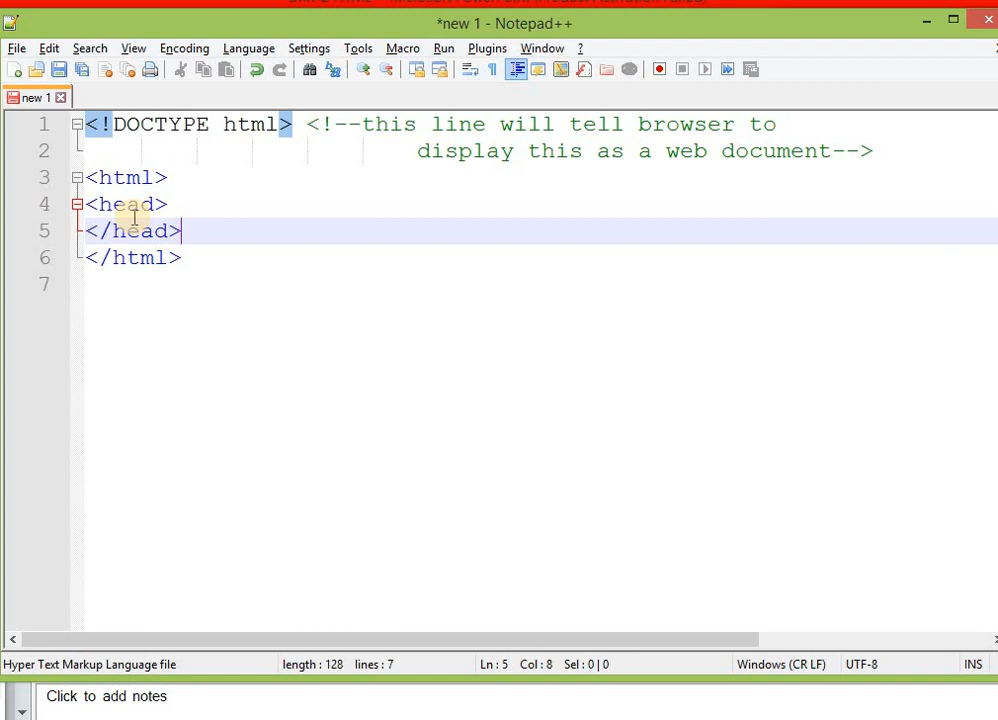 *new 1 - Notepad++
File Edit Search View Encoding Language Settings Tools Macro Run Plugins Window ?
new 1
1 <!DOCTYPE html> <!--this line will tell browser to
2 display this as a web document-->
3 <html>
4 <head>
5 </head>
6 </html>
7
Hyper Text Markup Language file length : 128 lines : 7 Ln : 5 Col : 8 Sel : 0 | 0 Windows (CR LF) UTF-8 INS
Click to add notes